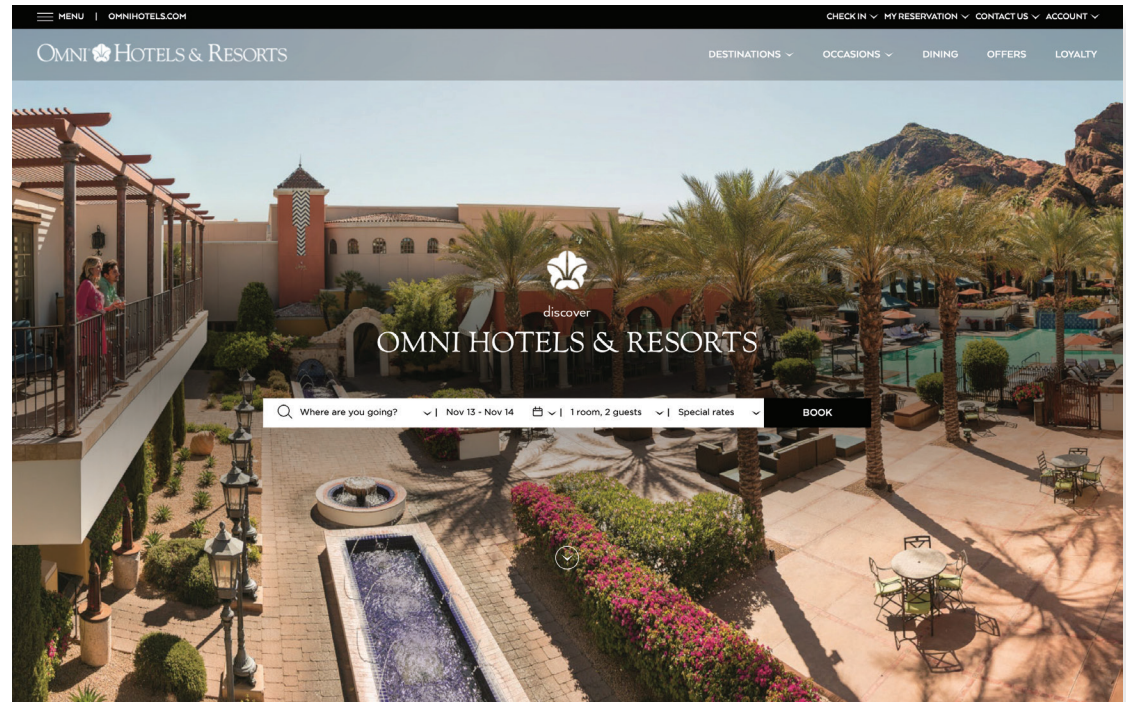 MENU | OMNIHOTELS.COM
CHECK IN MY RESERVATION CONTACT US ACCOUNT
OMNI HOTELS & RESORTS
DESTINATIONS OCCASIONS DINING OFFERS LOYALTY
discover
OMNI HOTELS & RESORTS
Where are you going? | Nov 13 - Nov 14 | 1 room, 2 guests | Special rates BOOK